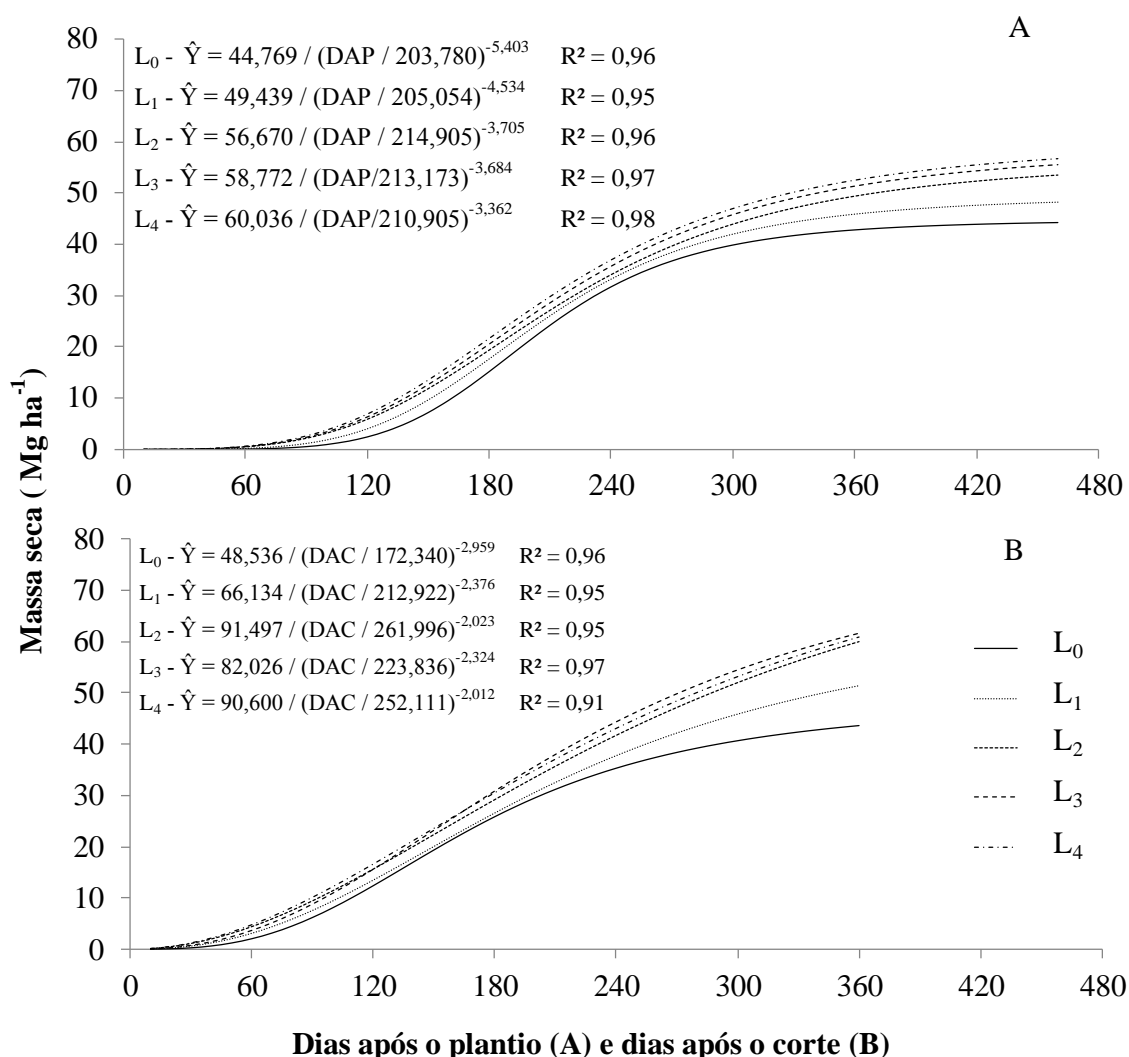 A
L₀ - Ŷ = 44,769 / (DAP / 203,780)⁻⁵,⁴⁰³ R² = 0,96
L₁ - Ŷ = 49,439 / (DAP / 205,054)⁻⁴,⁵³⁴ R² = 0,95
L₂ - Ŷ = 56,670 / (DAP / 214,905)⁻³,⁷⁰⁵ R² = 0,96
L₃ - Ŷ = 58,772 / (DAP/213,173)⁻³,⁶⁸⁴ R² = 0,97
L₄ - Ŷ = 60,036 / (DAP/210,905)⁻³,³⁶² R² = 0,98
80
70
60
50
40
30
20
10
0
0 60 120 180 240 300 360 420 480
Massa seca ( Mg ha⁻¹)
B
L₀ - Ŷ = 48,536 / (DAC / 172,340)⁻²,⁹⁵⁹ R² = 0,96
L₁ - Ŷ = 66,134 / (DAC / 212,922)⁻²,³⁷⁶ R² = 0,95
L₂ - Ŷ = 91,497 / (DAC / 261,996)⁻²,⁰²³ R² = 0,95
L₃ - Ŷ = 82,026 / (DAC / 223,836)⁻²,³²⁴ R² = 0,97
L₄ - Ŷ = 90,600 / (DAC / 252,111)⁻²,⁰¹² R² = 0,91
80
70
60
50
40
30
20
10
0
L₀
L₁
L₂
L₃
L₄
0 60 120 180 240 300 360 420 480
Dias após o plantio (A) e dias após o corte (B)